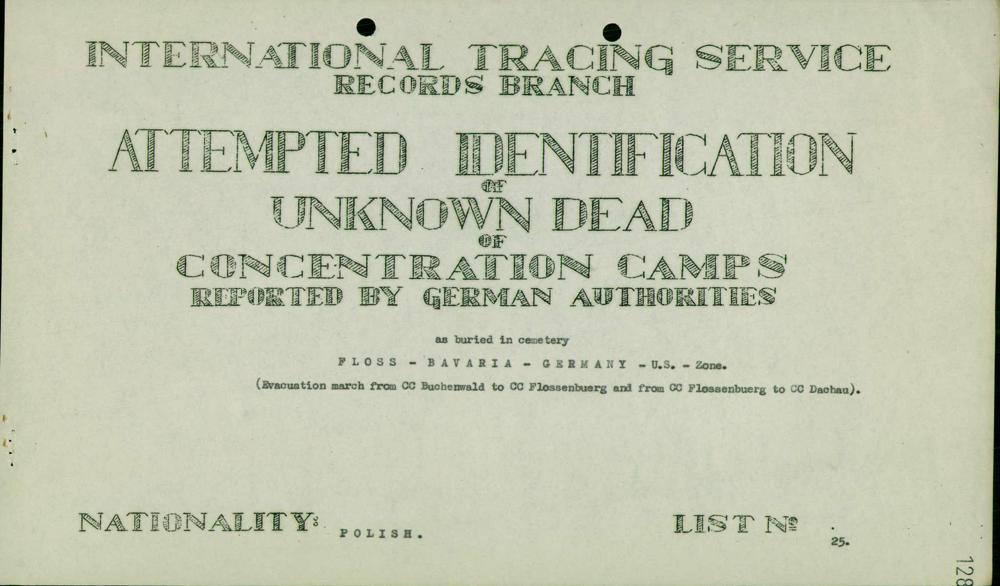 INTERNATIONAL TRACING SERVICE
RECORDS BRANCH
ATTEMPTED IDENTIFICATION
OF
UNKNOWN DEAD
OF
CONCENTRATION CAMPS
REPORTED BY GERMAN AUTHORITIES
as buried in cemetery
FLOSS - BAVARIA - GERMANY - U.S. - Zone.
(Evacuation march from CC Buchenwald to CC Flossenbuerg and from CC Flossenbuerg to CC Dachau).
NATIONALITY: POLISH.
LIST Nº 25.
128